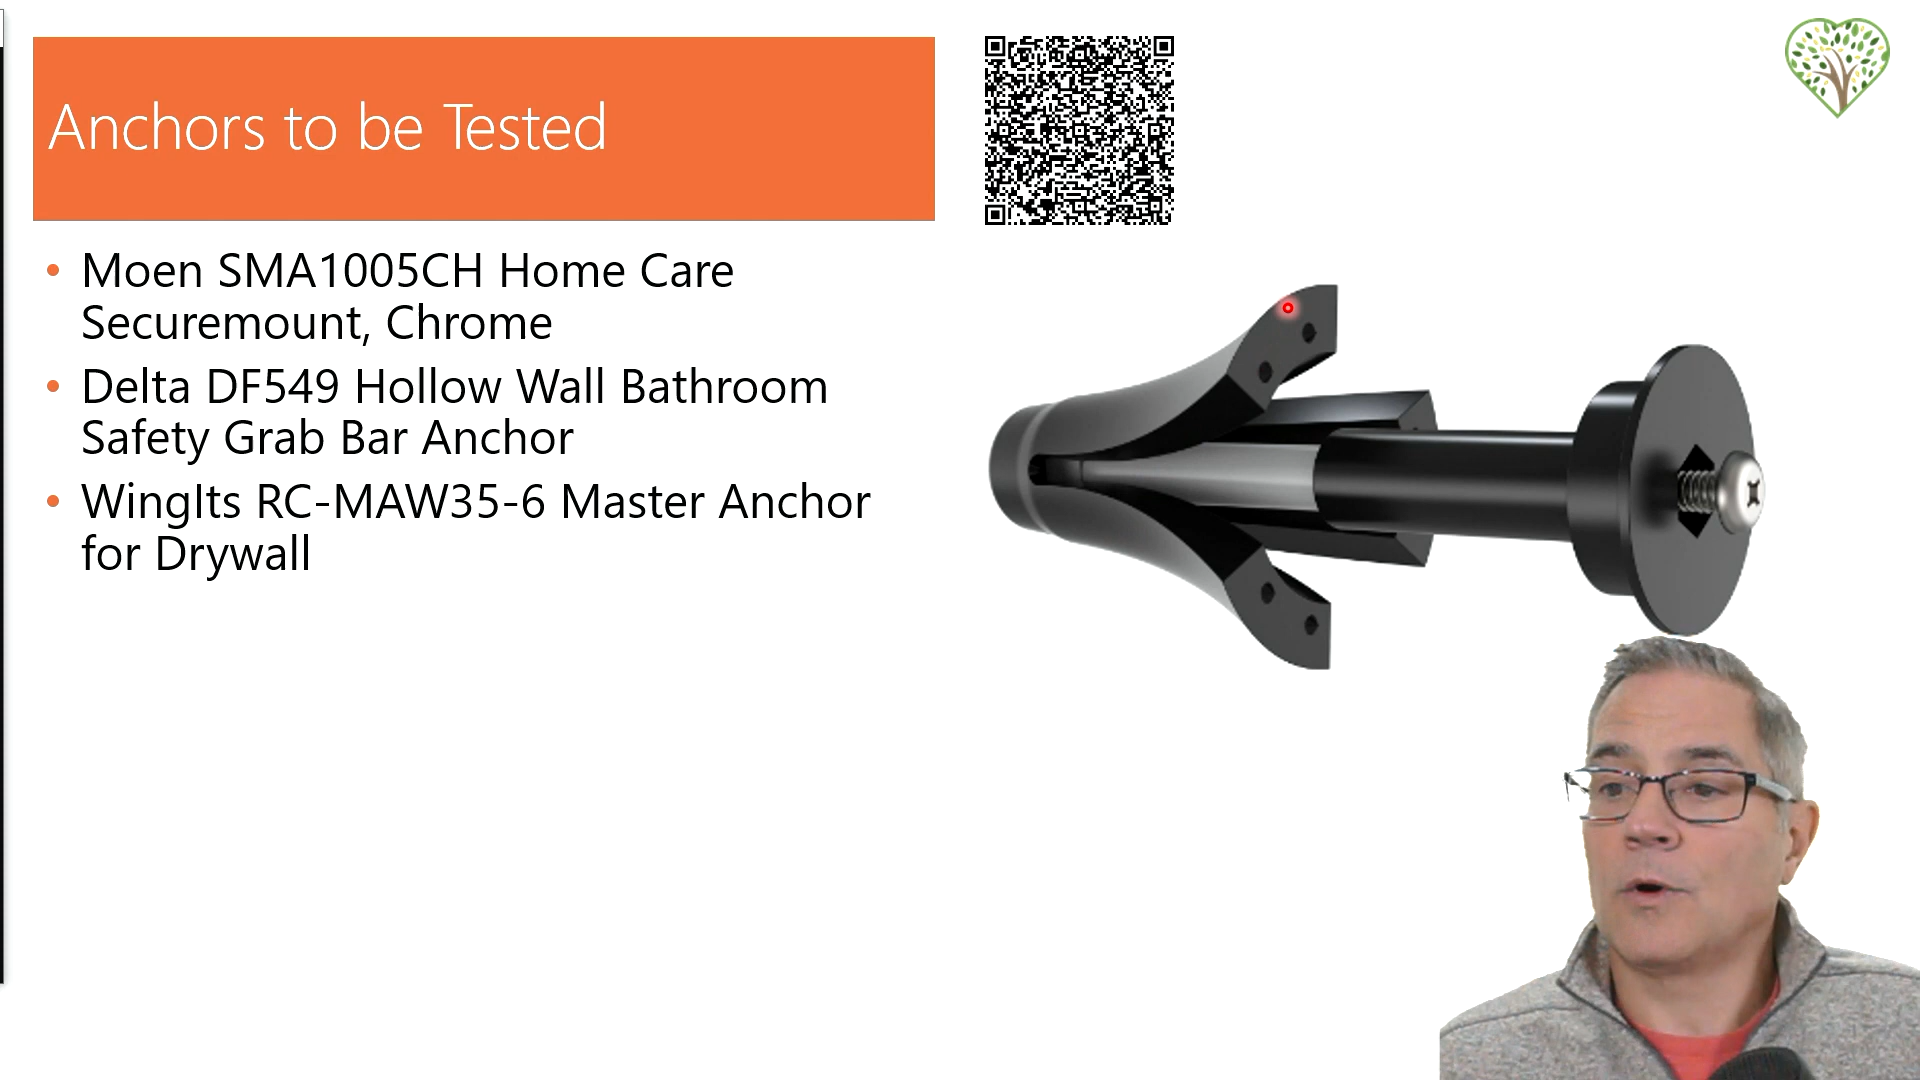 Anchors to be Tested
• Moen SMA1005CH Home Care
Securemount, Chrome
• Delta DF549 Hollow Wall Bathroom
Safety Grab Bar Anchor
• WingIts RC-MAW35-6 Master Anchor
for Drywall